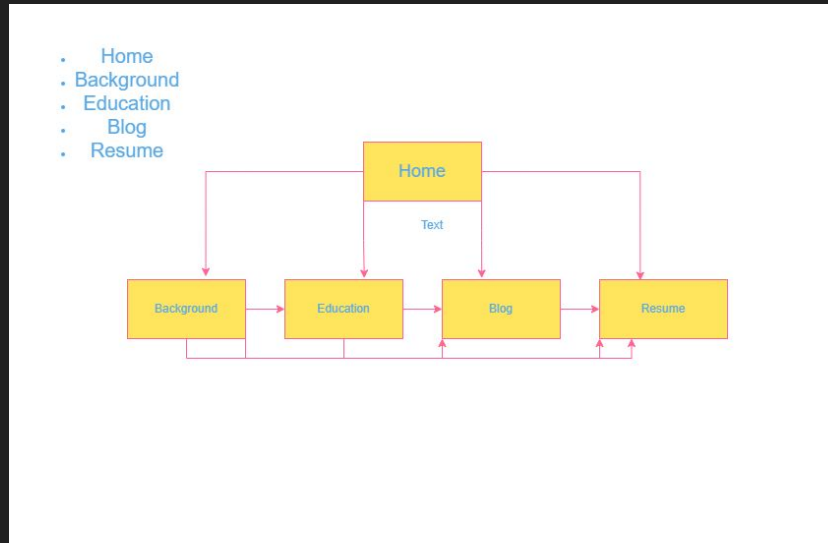 Home
Background
Education
Blog
Resume
Home
Text
Background
Education
Blog
Resume